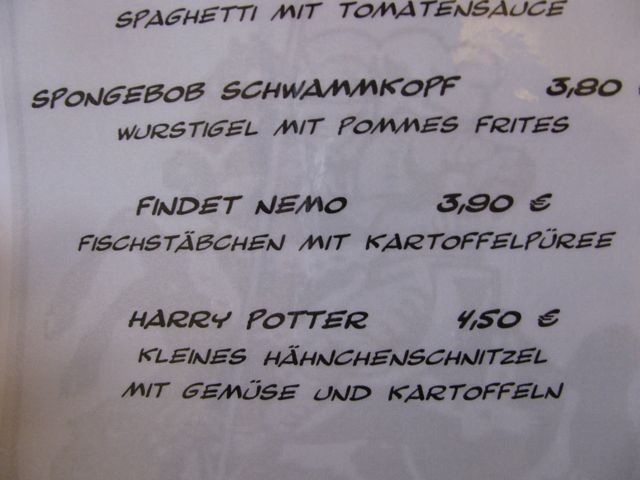 SPAGHETTI MIT TOMATENSAUCE
SPONGEBOB SCHWAMMKOPF 3,80
WURSTIGEL MIT POMMES FRITES
FINDET NEMO 3,90 €
FISCHSTÄBCHEN MIT KARTOFFELPÜREE
HARRY POTTER 4,50 €
KLEINES HÄHNCHENSCHNITZEL
MIT GEMÜSE UND KARTOFFELN